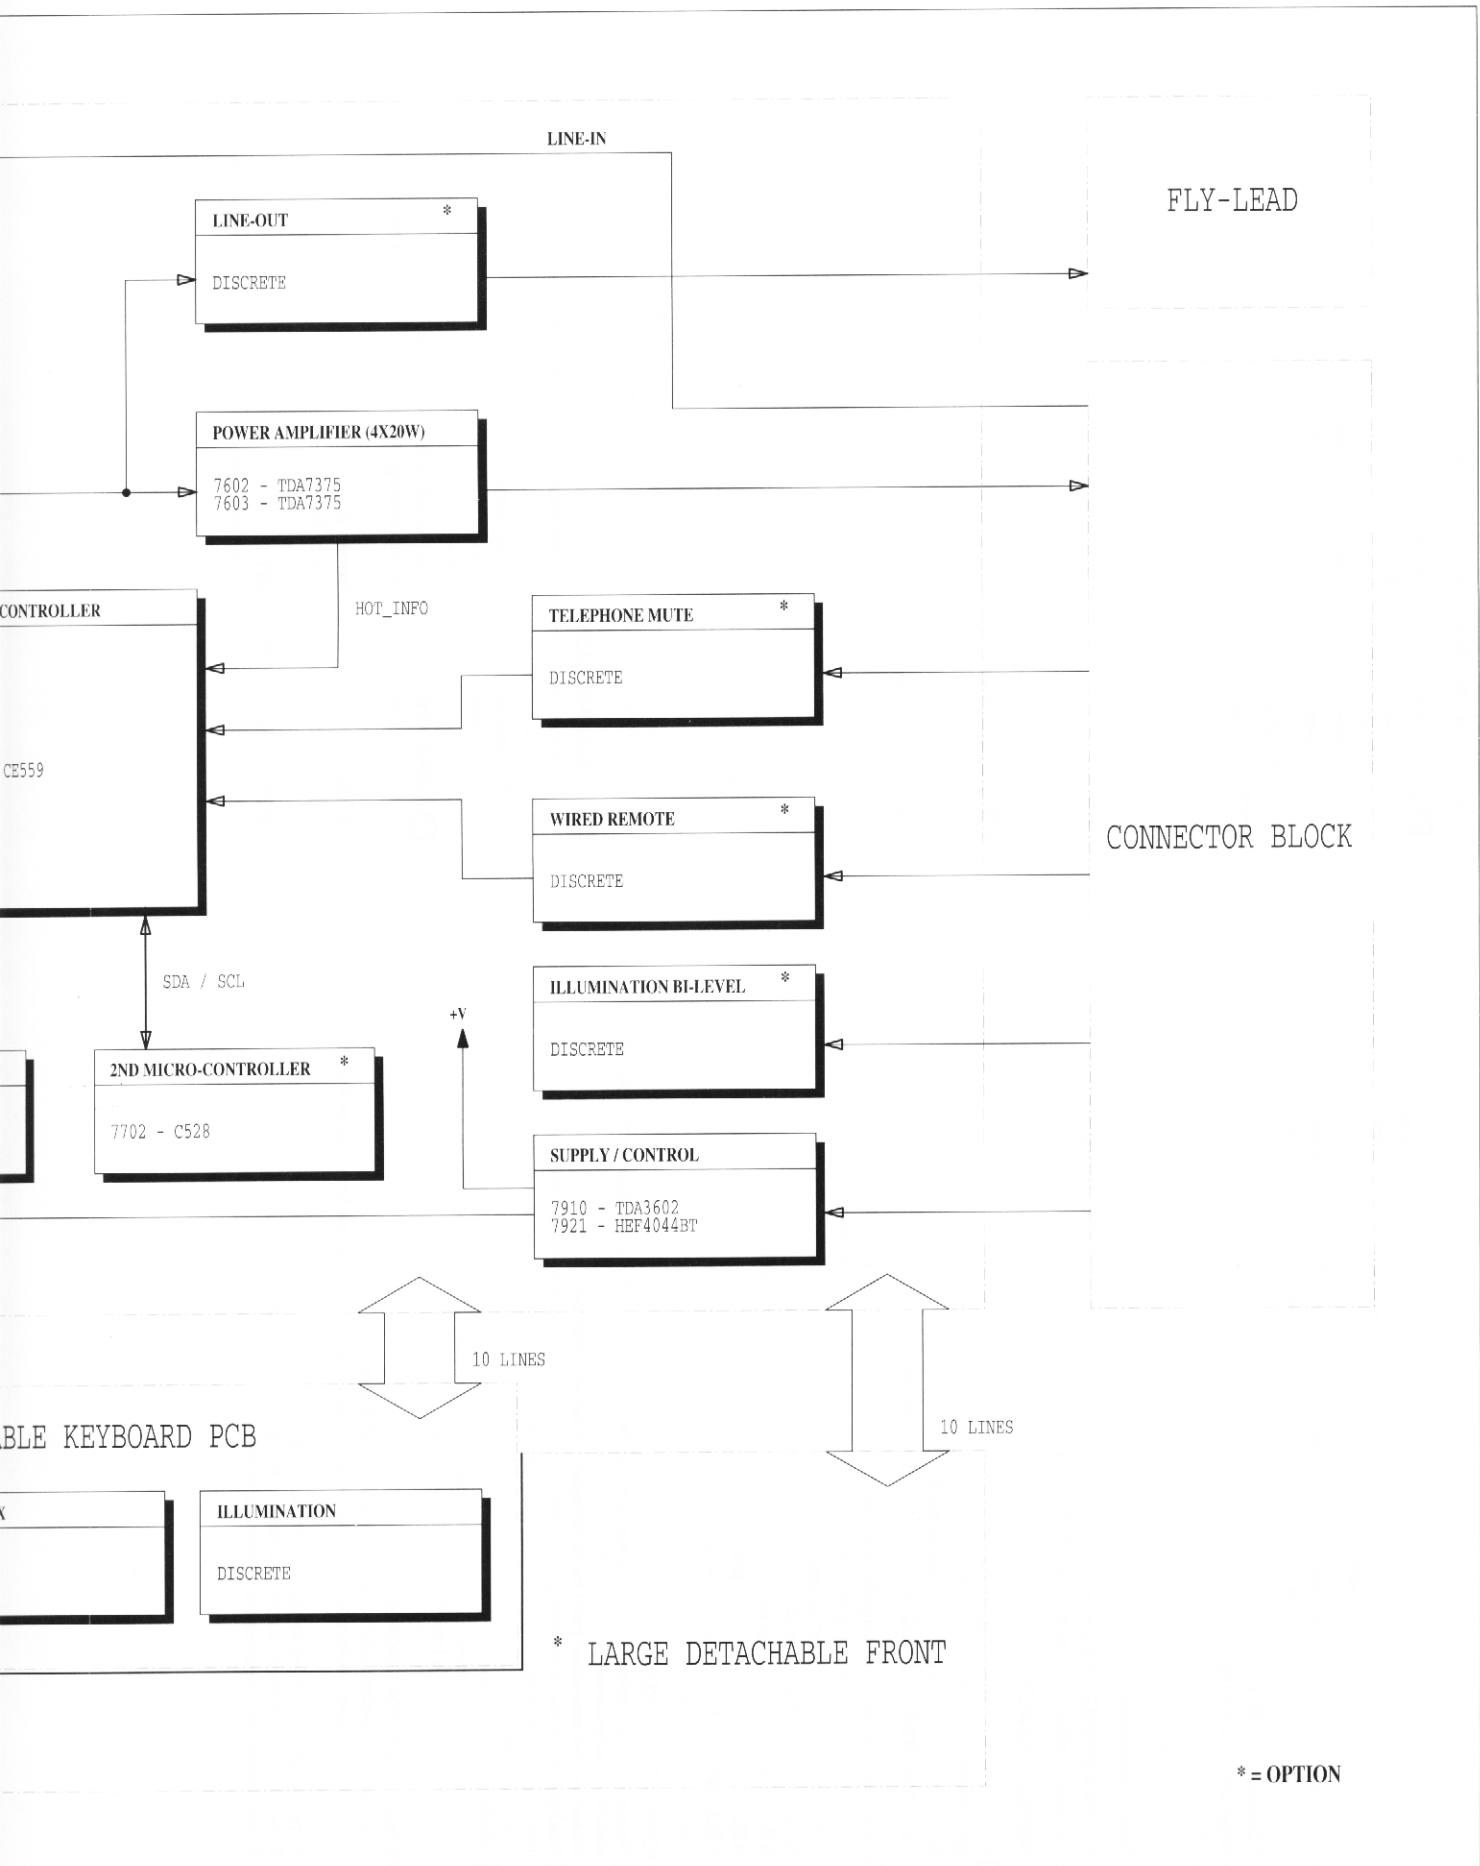 LINE-IN
FLY-LEAD
LINE-OUT *
DISCRETE
POWER AMPLIFIER (4X20W)
7602 - TDA7375
7603 - TDA7375
HOT_INFO
CONTROLLER
CE559
TELEPHONE MUTE *
DISCRETE
WIRED REMOTE *
DISCRETE
CONNECTOR BLOCK
SDA / SCL
ILLUMINATION BI-LEVEL *
DISCRETE
+V
2ND MICRO-CONTROLLER *
7702 - C528
SUPPLY / CONTROL
7910 - TDA3602
7921 - HEF4044BT
10 LINES
10 LINES
ABLE KEYBOARD PCB
X
ILLUMINATION
DISCRETE
* LARGE DETACHABLE FRONT
* = OPTION